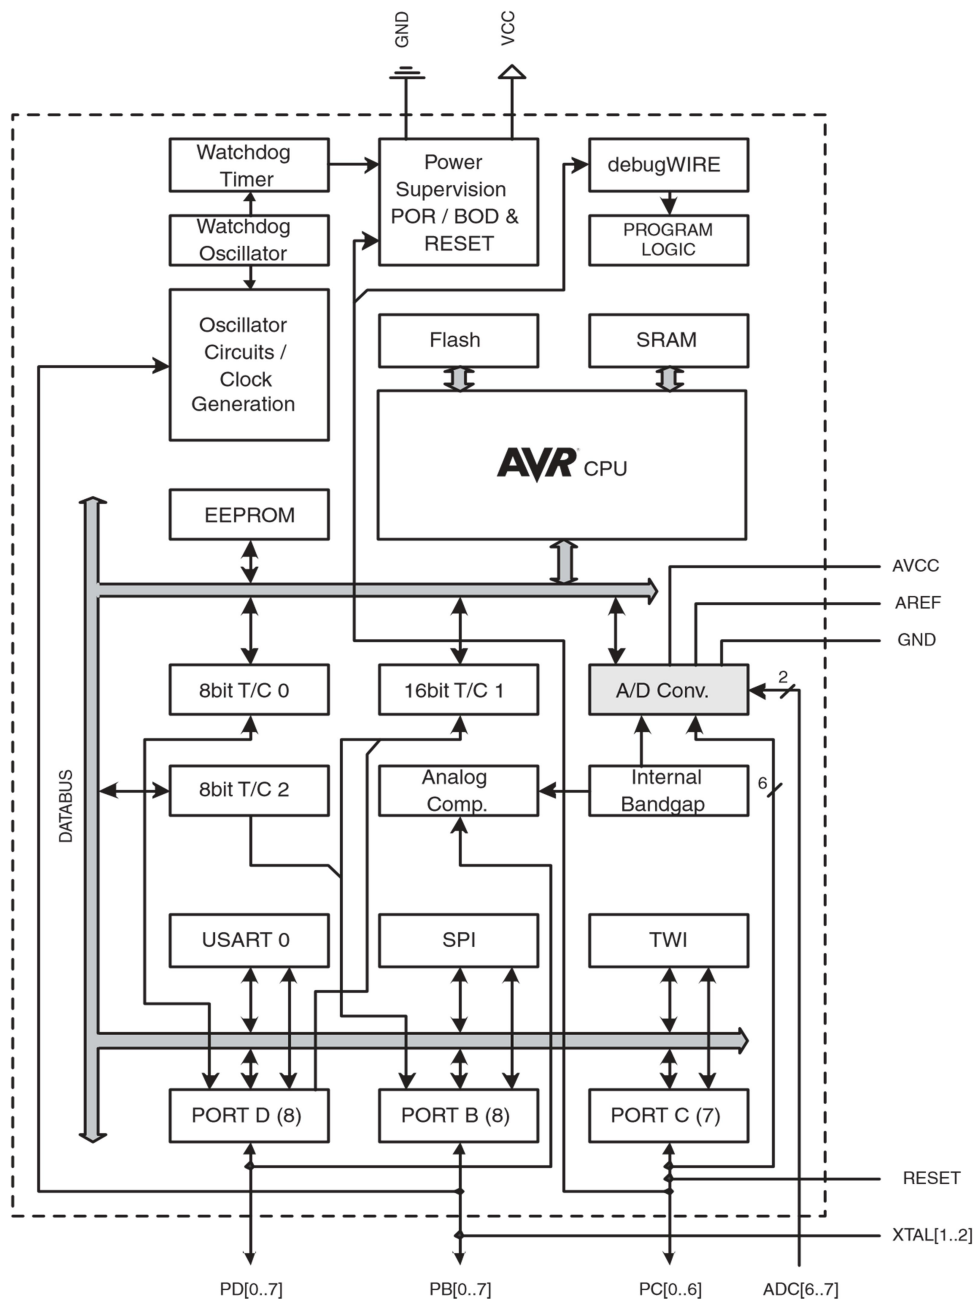 GND
VCC
Watchdog
Timer
Power
Supervision
POR / BOD &
RESET
debugWIRE
Watchdog
Oscillator
PROGRAM
LOGIC
Oscillator
Circuits /
Clock
Generation
Flash
SRAM
AVR CPU
EEPROM
AVCC
AREF
GND
8bit T/C 0
16bit T/C 1
A/D Conv.
2
DATABUS
8bit T/C 2
Analog
Comp.
Internal
Bandgap
6
USART 0
SPI
TWI
PORT D (8)
PORT B (8)
PORT C (7)
RESET
XTAL[1..2]
PD[0..7]
PB[0..7]
PC[0..6]
ADC[6..7]